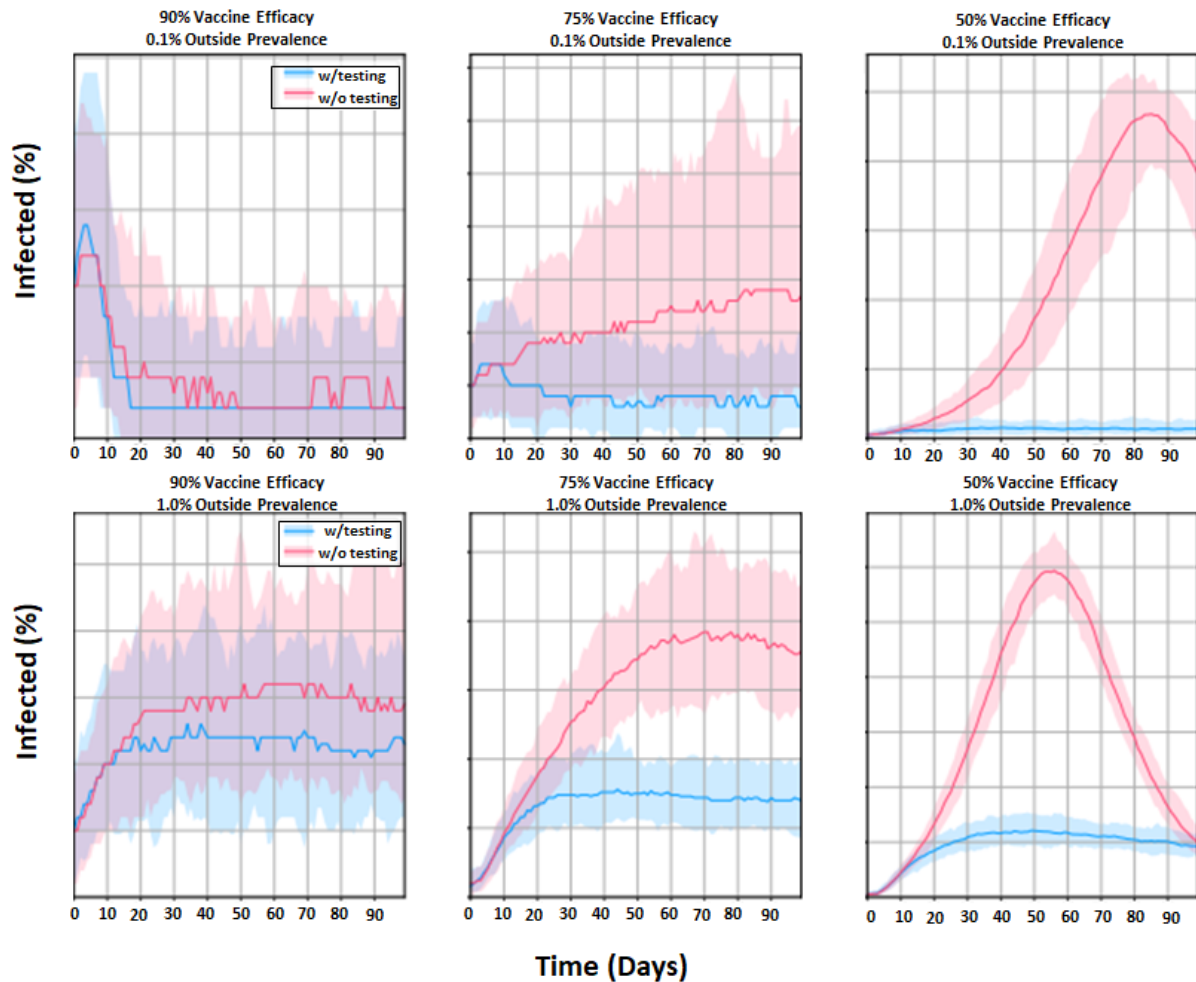 90% Vaccine Efficacy
0.1% Outside Prevalence
75% Vaccine Efficacy
0.1% Outside Prevalence
50% Vaccine Efficacy
0.1% Outside Prevalence
w/testing
w/o testing
Infected (%)
0 10 20 30 40 50 60 70 80 90
0 10 20 30 40 50 60 70 80 90
0 10 20 30 40 50 60 70 80 90
90% Vaccine Efficacy
1.0% Outside Prevalence
75% Vaccine Efficacy
1.0% Outside Prevalence
50% Vaccine Efficacy
1.0% Outside Prevalence
w/testing
w/o testing
Infected (%)
0 10 20 30 40 50 60 70 80 90
0 10 20 30 40 50 60 70 80 90
0 10 20 30 40 50 60 70 80 90
Time (Days)